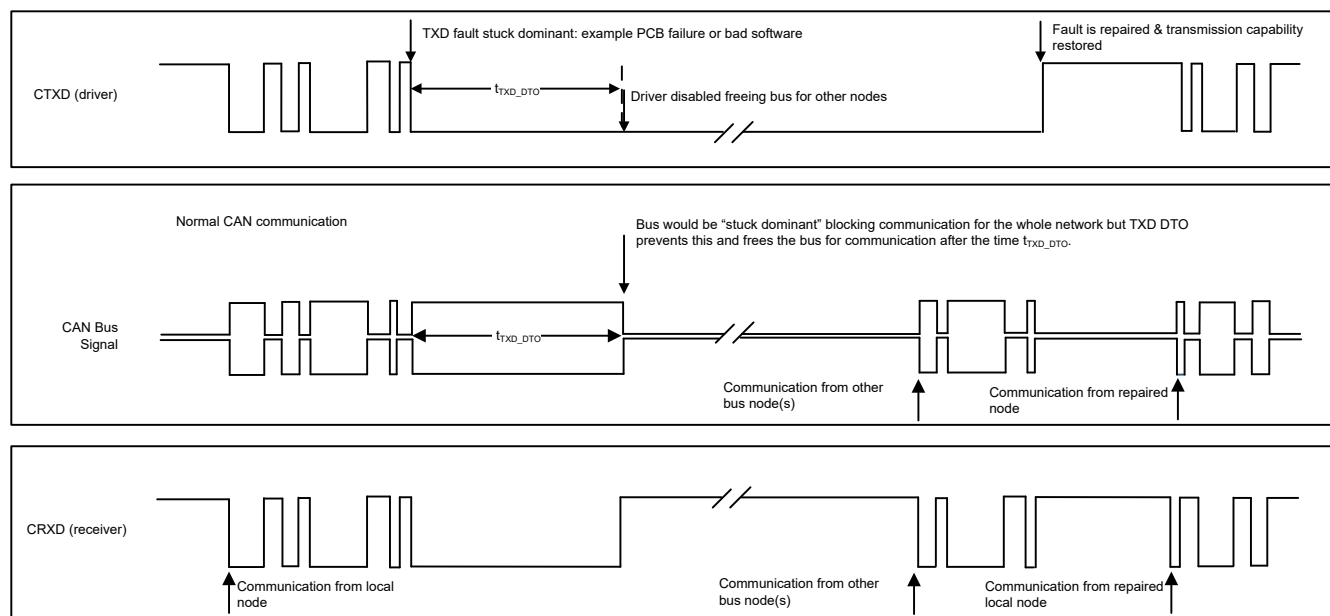 TXD fault stuck dominant: example PCB failure or bad software
Fault is repaired & transmission capability
restored
CTXD (driver)
tTXD_DTO
Driver disabled freeing bus for other nodes
Normal CAN communication
Bus would be “stuck dominant” blocking communication for the whole network but TXD DTO
prevents this and frees the bus for communication after the time tTXD_DTO.
CAN Bus
Signal
tTXD_DTO
Communication from other
bus node(s)
Communication from repaired
node
CRXD (receiver)
Communication from local
node
Communication from other
bus node(s)
Communication from repaired
local node